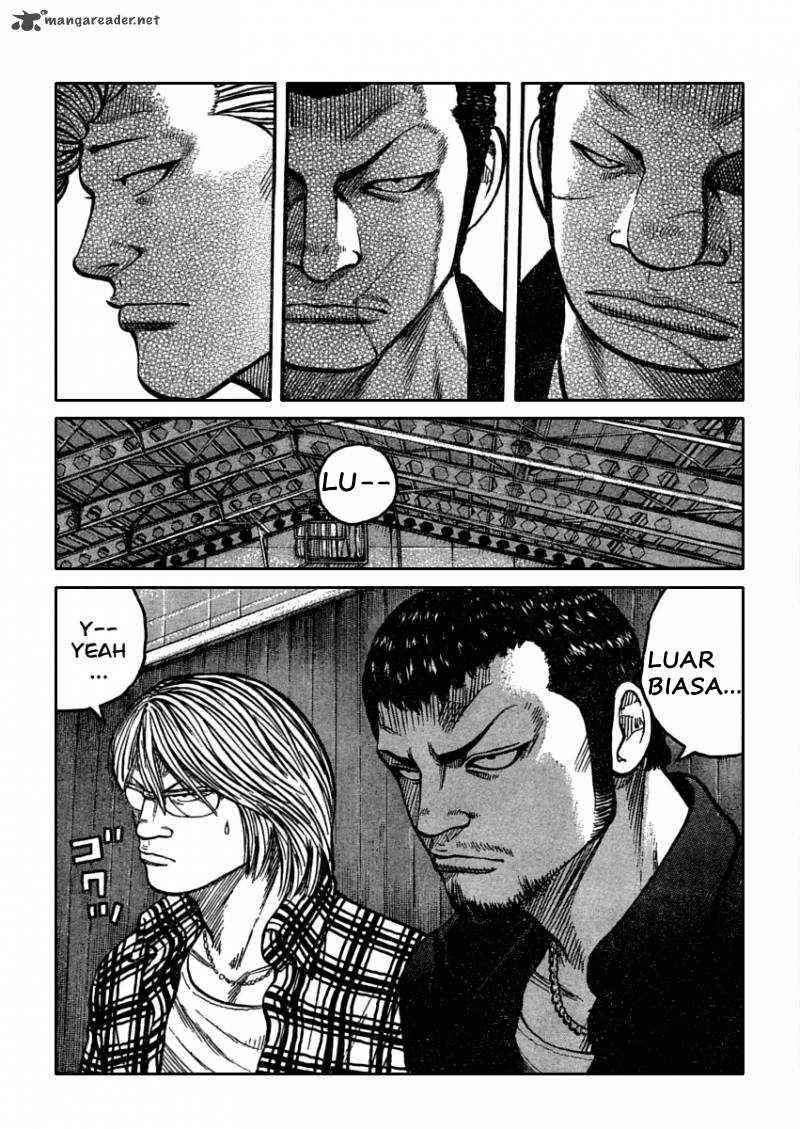 mangareader.net
LU--
LUAR
BIASA...
Y--
YEAH
...
ゴクッ